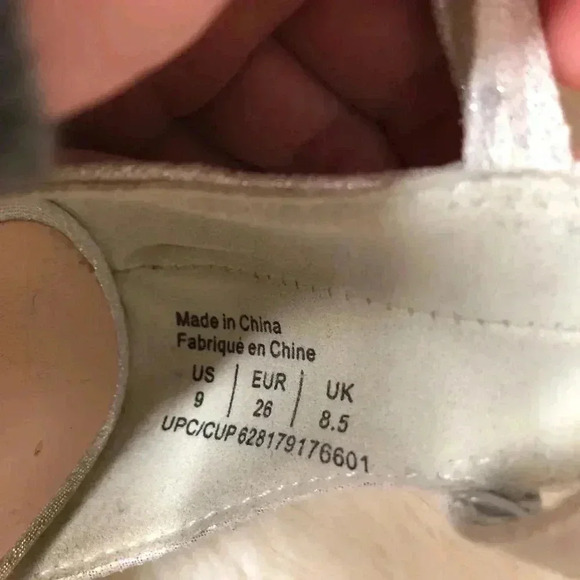 Made in China
Fabriqué en Chine
US | EUR | UK
9 | 26 | 8.5
UPC/CUP 628179176601